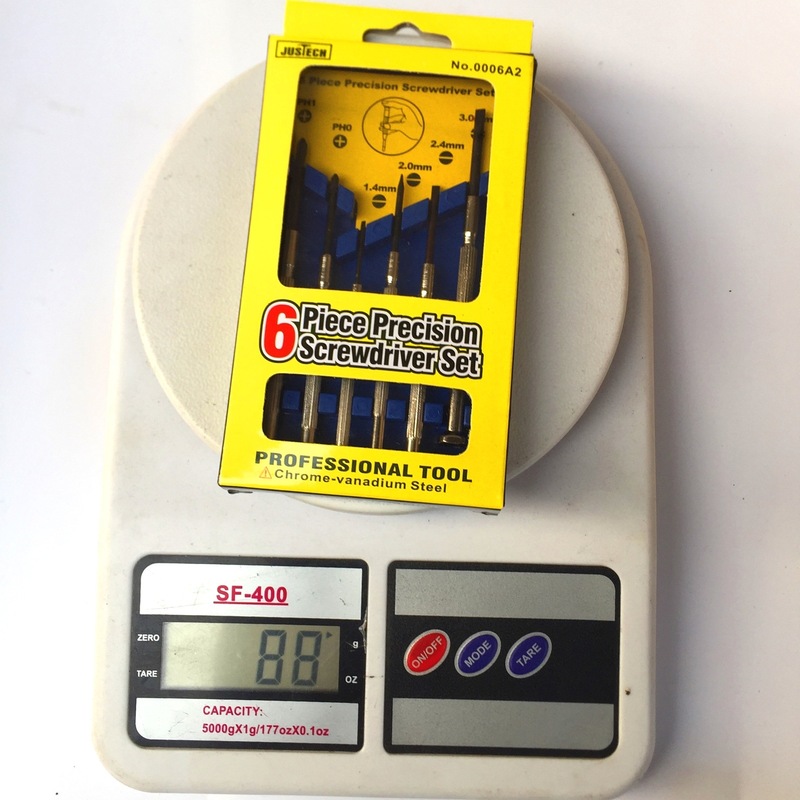 JUSTECH
No.0006A2
Piece Precision Screwdriver Set
PH1
PH0
3.0
2.4mm
2.0mm
1.4mm
6 Piece Precision
Screwdriver Set
PROFESSIONAL TOOL
Chrome-vanadium Steel
SF-400
ZERO
TARE
88
g
OZ
CAPACITY:
5000gX1g/177ozX0.1oz
ON/OFF
MODE
TARE